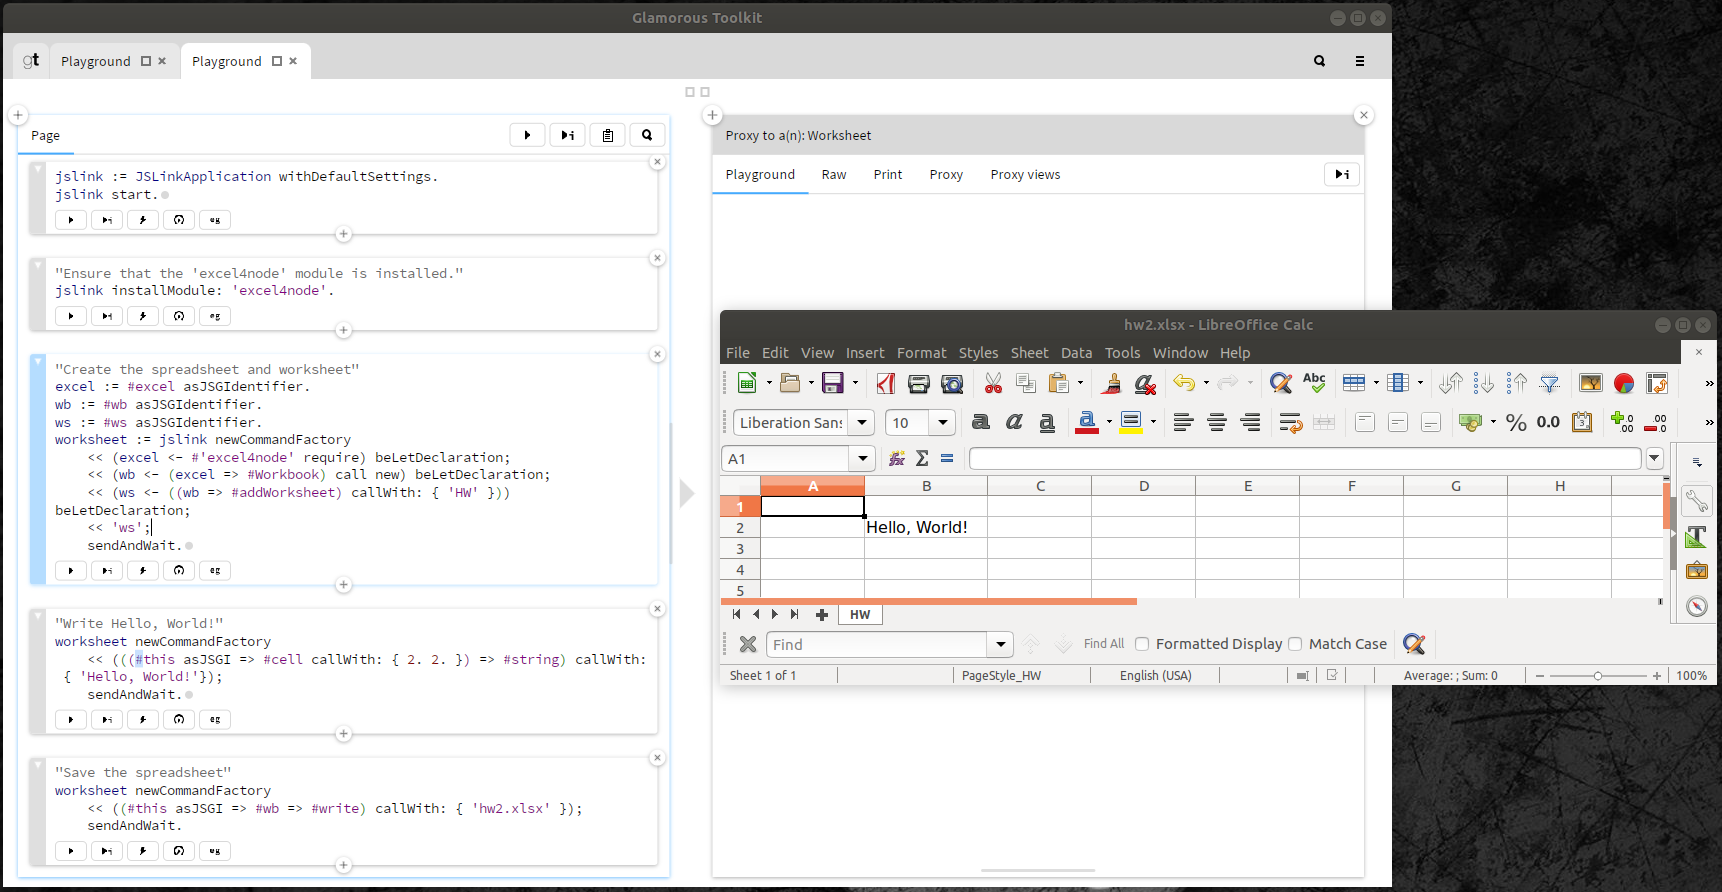 Glamorous Toolkit
gt
Playground
Playground
Page
jslink := JSLinkApplication withDefaultSettings.
jslink start.
"Ensure that the 'excel4node' module is installed."
jslink installModule: 'excel4node'.
"Create the spreadsheet and worksheet"
excel := #excel asJSGIdentifier.
wb := #wb asJSGIdentifier.
ws := #ws asJSGIdentifier.
worksheet := jslink newCommandFactory
<< (excel <- #'excel4node' require) beLetDeclaration;
<< (wb <- (excel => #Workbook) call new) beLetDeclaration;
<< (ws <- ((wb => #addWorksheet) callWith: { 'HW' }))
beLetDeclaration;
<< 'ws';
sendAndWait.
"Write Hello, World!"
worksheet newCommandFactory
<< (((#this asJSGI => #cell callWith: { 2. 2. }) => #string) callWith:
{ 'Hello, World!'});
sendAndWait.
"Save the spreadsheet"
worksheet newCommandFactory
<< ((#this asJSGI => #wb => #write) callWith: { 'hw2.xlsx' });
sendAndWait.
Proxy to a(n): Worksheet
Playground Raw Print Proxy Proxy views
hw2.xlsx - LibreOffice Calc
File Edit View Insert Format Styles Sheet Data Tools Window Help
Abc
Liberation Sans
10
a a a
% 0.0
.0 .00
.00 .0
A1
A B C D E F G H
1
2 Hello, World!
3
4
5
HW
Find
Find All
Formatted Display
Match Case
Sheet 1 of 1
PageStyle_HW
English (USA)
Average: ; Sum: 0
100%